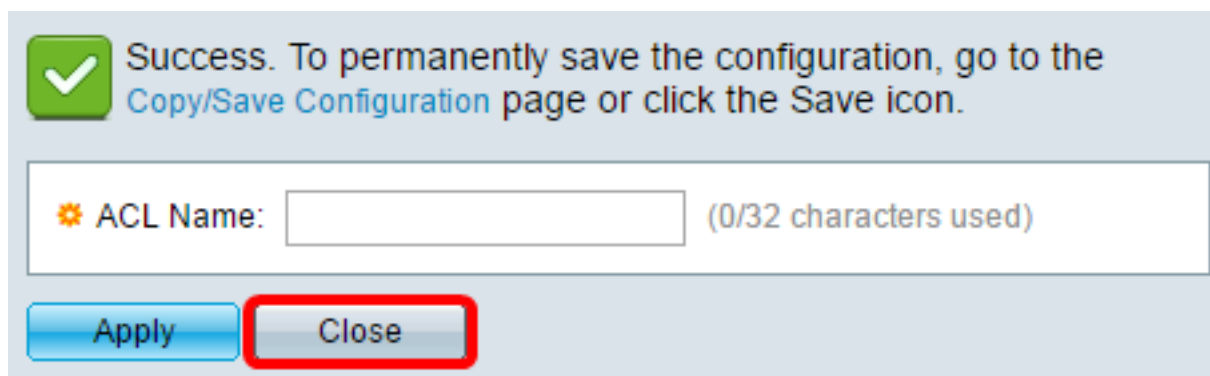 Success. To permanently save the configuration, go to the
Copy/Save Configuration page or click the Save icon.
ACL Name:
(0/32 characters used)
Apply
Close